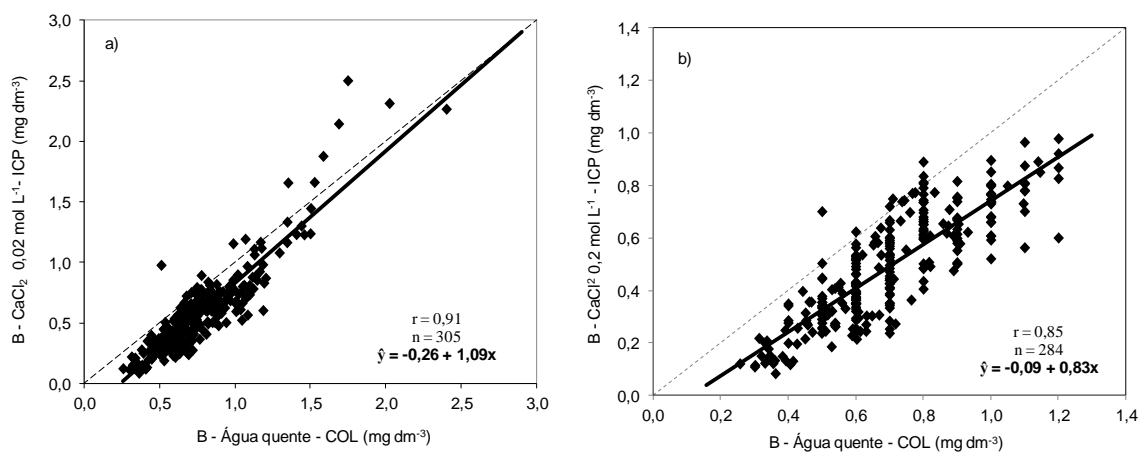 a)
B - CaCl₂ 0,02 mol L⁻¹- ICP (mg dm⁻³)
3,0
2,5
2,0
1,5
1,0
0,5
0,0
r = 0,91
n = 305
ŷ = -0,26 + 1,09x
0,0 0,5 1,0 1,5 2,0 2,5 3,0
B - Água quente - COL (mg dm⁻³)
b)
B - CaCl² 0,2 mol L⁻¹ - ICP (mg dm⁻³)
1,4
1,2
1,0
0,8
0,6
0,4
0,2
0,0
r = 0,85
n = 284
ŷ = -0,09 + 0,83x
0,0 0,2 0,4 0,6 0,8 1,0 1,2 1,4
B - Água quente - COL (mg dm⁻³)